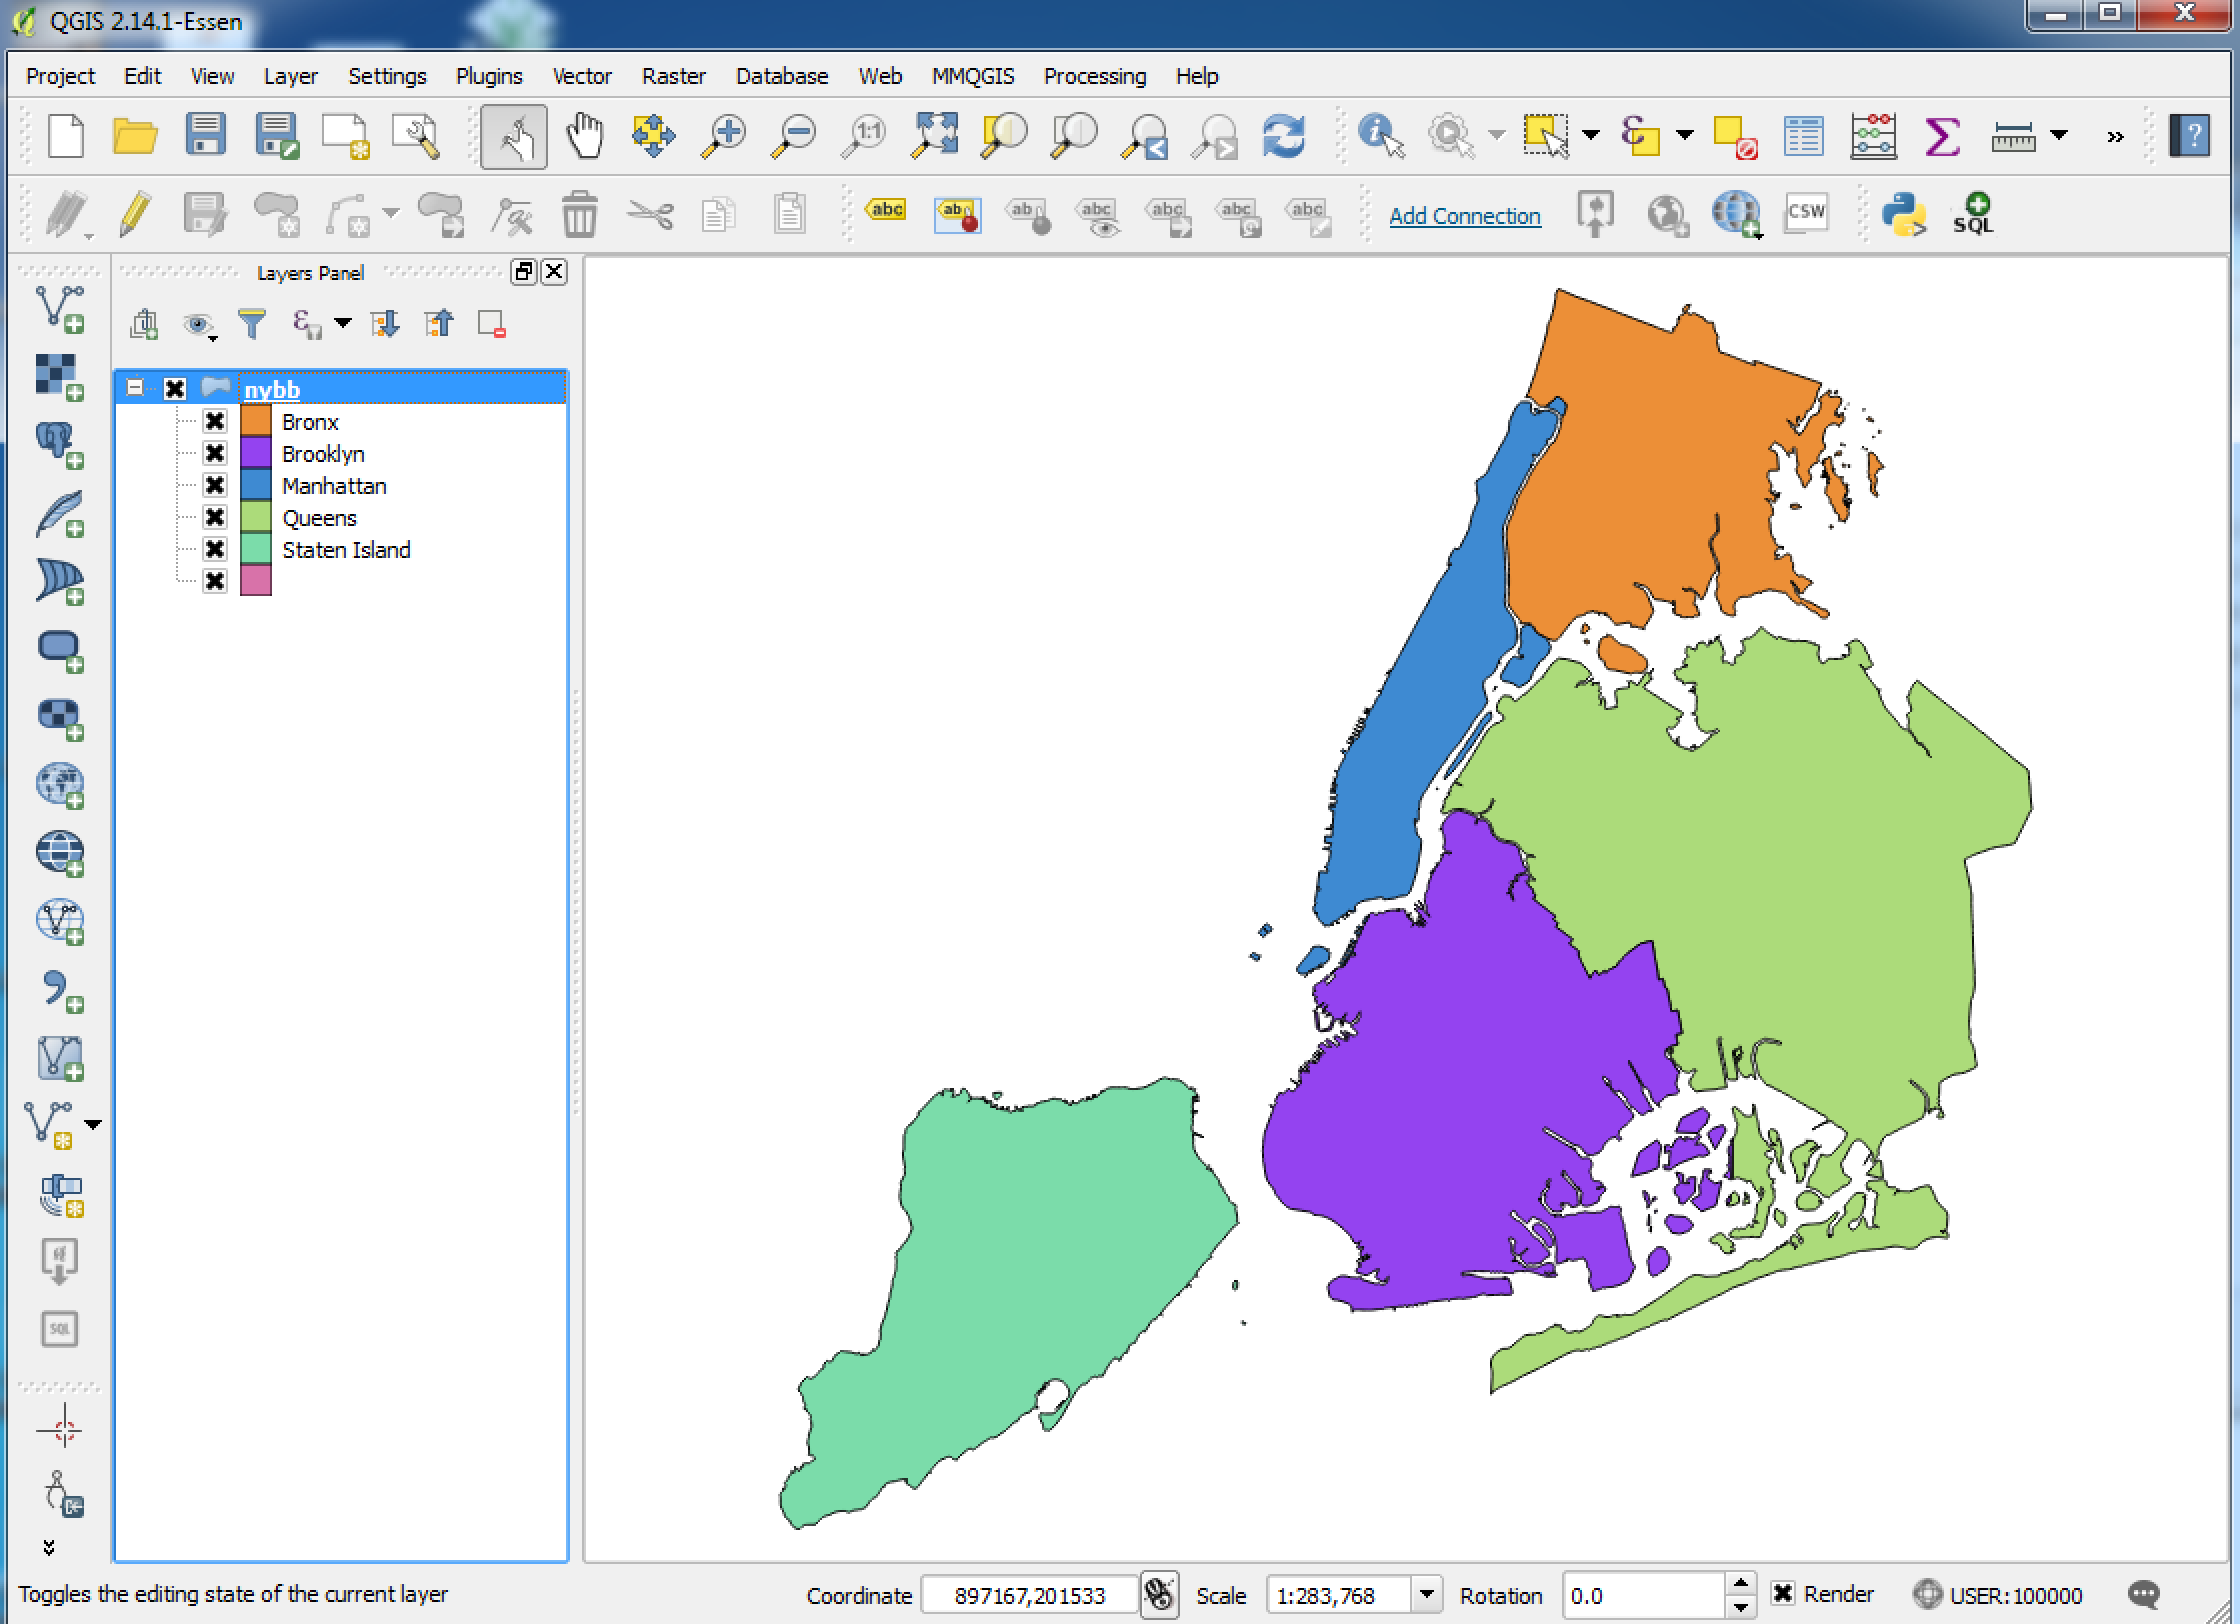 QGIS 2.14.1-Essen
Project Edit View Layer Settings Plugins Vector Raster Database Web MMQGIS Processing Help
1:1
? 
abc ab ab abc abc abc abc Add Connection CSW SQL
Layers Panel
nybb
Bronx
Brooklyn
Manhattan
Queens
Staten Island
SQL
Toggles the editing state of the current layer Coordinate 897167,201533 Scale 1:283,768 Rotation 0.0 Render USER:100000